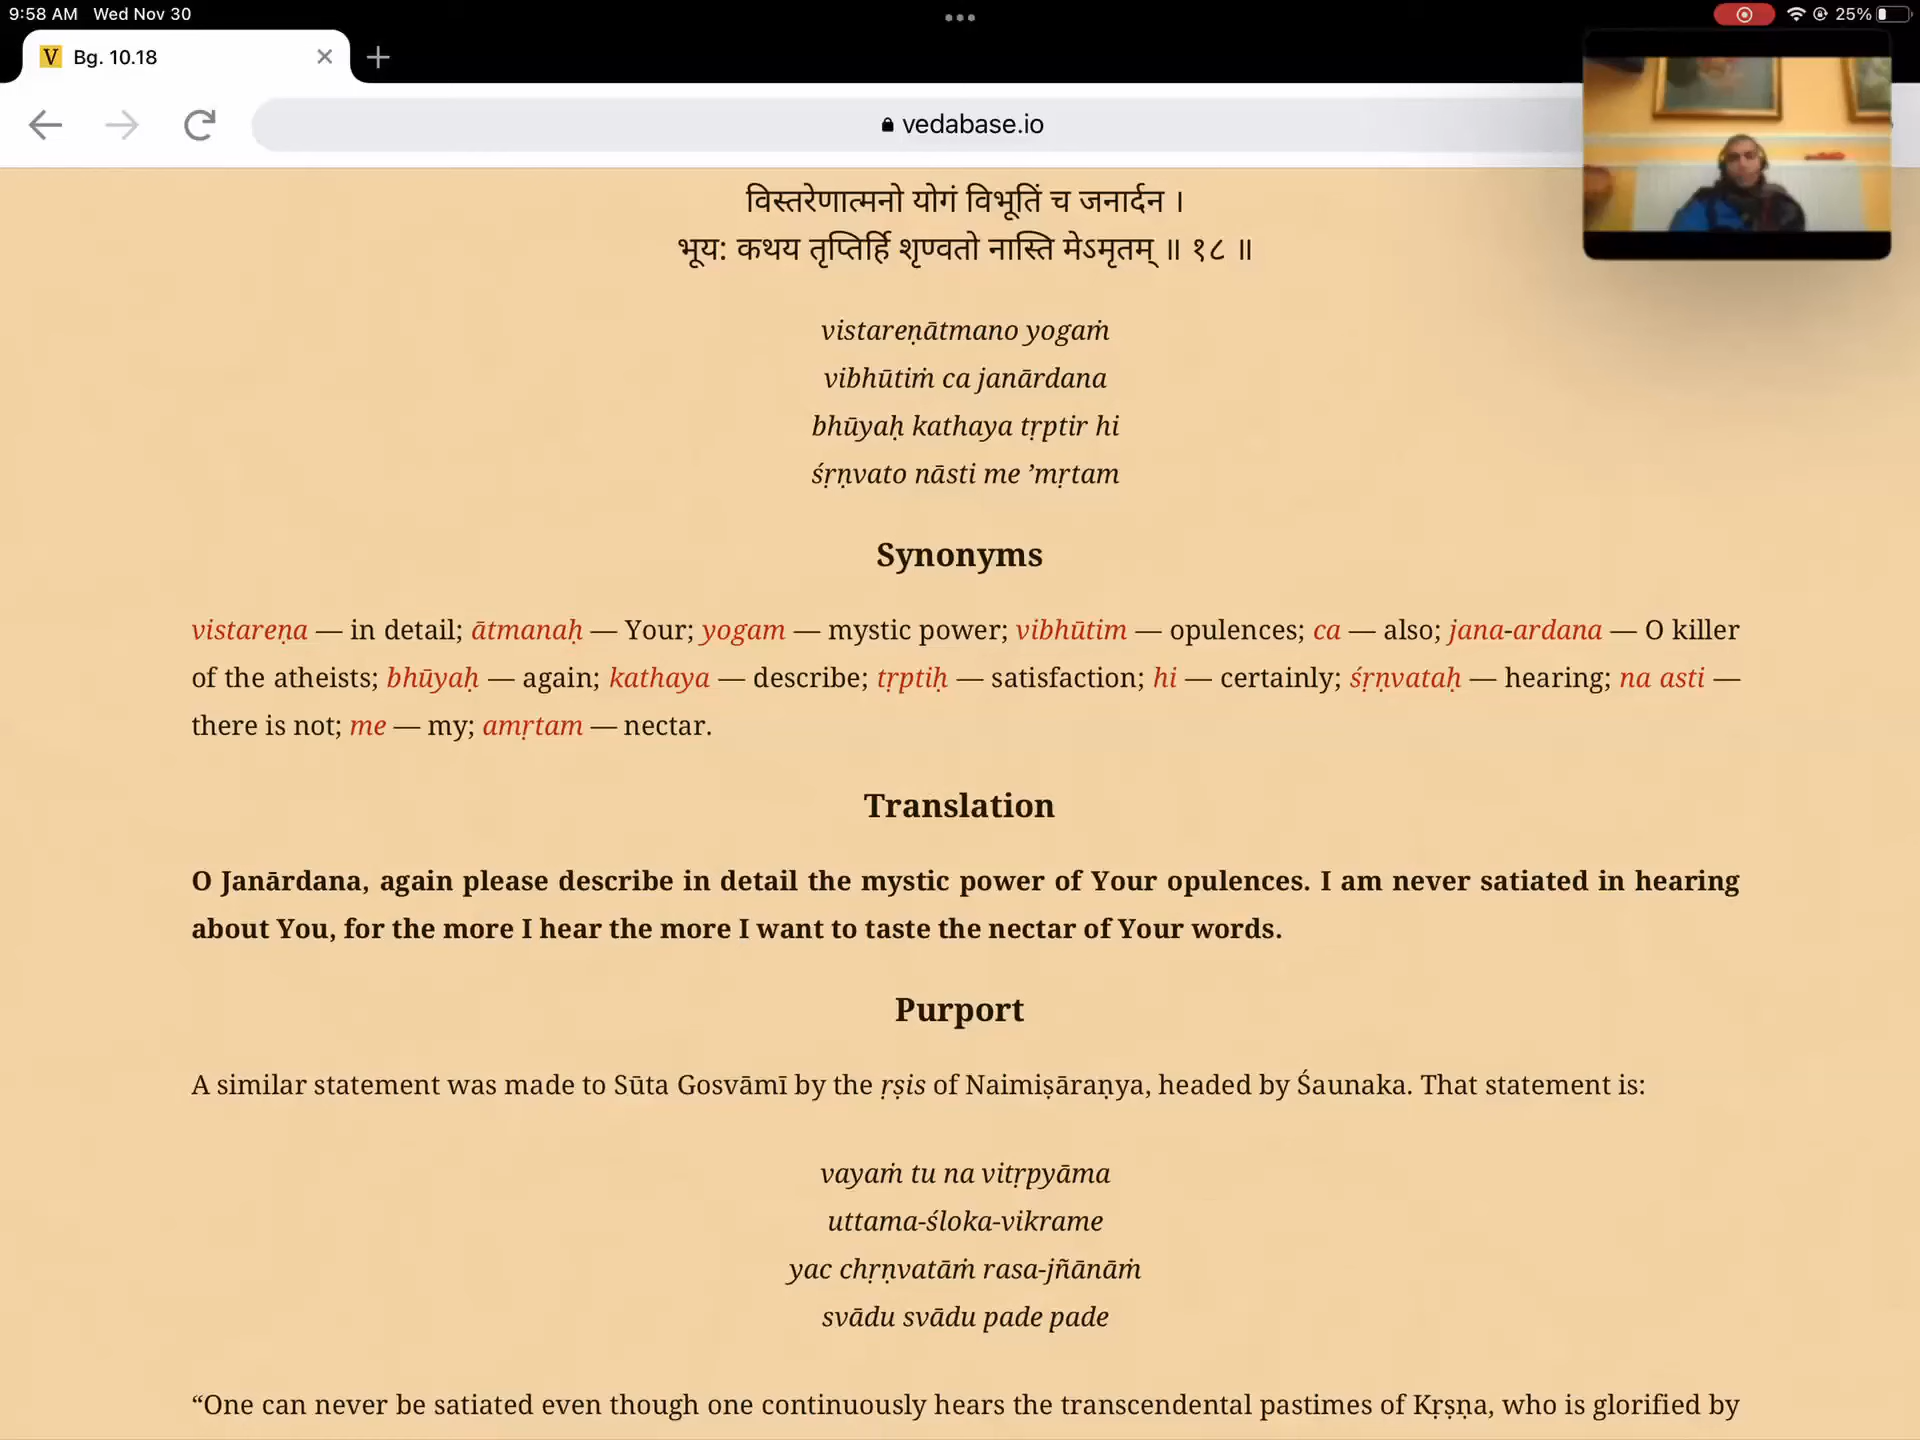 9:58 AM Wed Nov 30
25%
V Bg. 10.18
vedabase.io
विस्तरेणात्मनो योगं विभूतिं च जनार्दन ।
भूय: कथय तृप्तिर्हि श‍ृण्वतो नास्ति मेऽमृतम् ॥ १८ ॥
vistareṇātmano yogaṁ
vibhūtiṁ ca janārdana
bhūyaḥ kathaya tṛptir hi
śṛṇvato nāsti me ’mṛtam
Synonyms
vistareṇa — in detail; ātmanaḥ — Your; yogam — mystic power; vibhūtim — opulences; ca — also; jana-ardana — O killer
of the atheists; bhūyaḥ — again; kathaya — describe; tṛptiḥ — satisfaction; hi — certainly; śṛṇvataḥ — hearing; na asti —
there is not; me — my; amṛtam — nectar.
Translation
O Janārdana, again please describe in detail the mystic power of Your opulences. I am never satiated in hearing
about You, for the more I hear the more I want to taste the nectar of Your words.
Purport
A similar statement was made to Sūta Gosvāmī by the ṛṣis of Naimiṣāraṇya, headed by Śaunaka. That statement is:
vayaṁ tu na vitṛpyāma
uttama-śloka-vikrame
yac chṛṇvatāṁ rasa-jñānāṁ
svādu svādu pade pade
“One can never be satiated even though one continuously hears the transcendental pastimes of Kṛṣṇa, who is glorified by